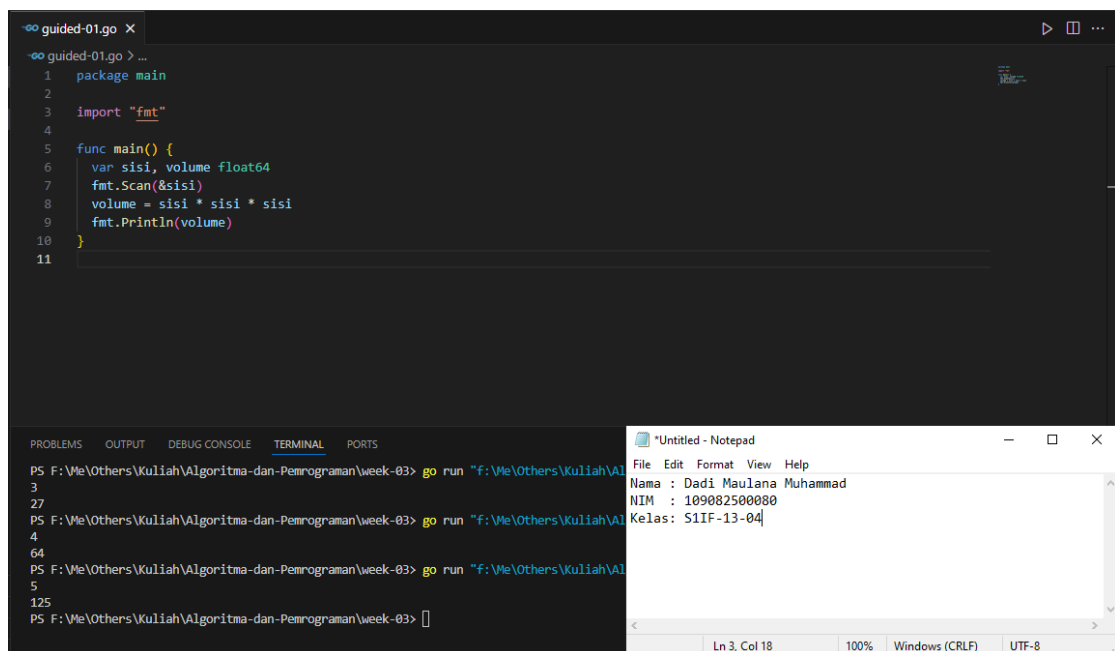 guided-01.go
guided-01.go > ...
1 package main
2
3 import "fmt"
4
5 func main() {
6 var sisi, volume float64
7 fmt.Scan(&sisi)
8 volume = sisi * sisi * sisi
9 fmt.Println(volume)
10 }
11
PROBLEMS OUTPUT DEBUG CONSOLE TERMINAL PORTS
PS F:\Me\Others\Kuliah\Algoritma-dan-Pemrograman\week-03> go run "f:\Me\Others\Kuliah\Al
3
27
PS F:\Me\Others\Kuliah\Algoritma-dan-Pemrograman\week-03> go run "f:\Me\Others\Kuliah\Al
4
64
PS F:\Me\Others\Kuliah\Algoritma-dan-Pemrograman\week-03> go run "f:\Me\Others\Kuliah\Al
5
125
PS F:\Me\Others\Kuliah\Algoritma-dan-Pemrograman\week-03>
*Untitled - Notepad
File Edit Format View Help
Nama : Dadi Maulana Muhammad
NIM : 109082500080
Kelas: S1IF-13-04
Ln 3, Col 18 100% Windows (CRLF) UTF-8